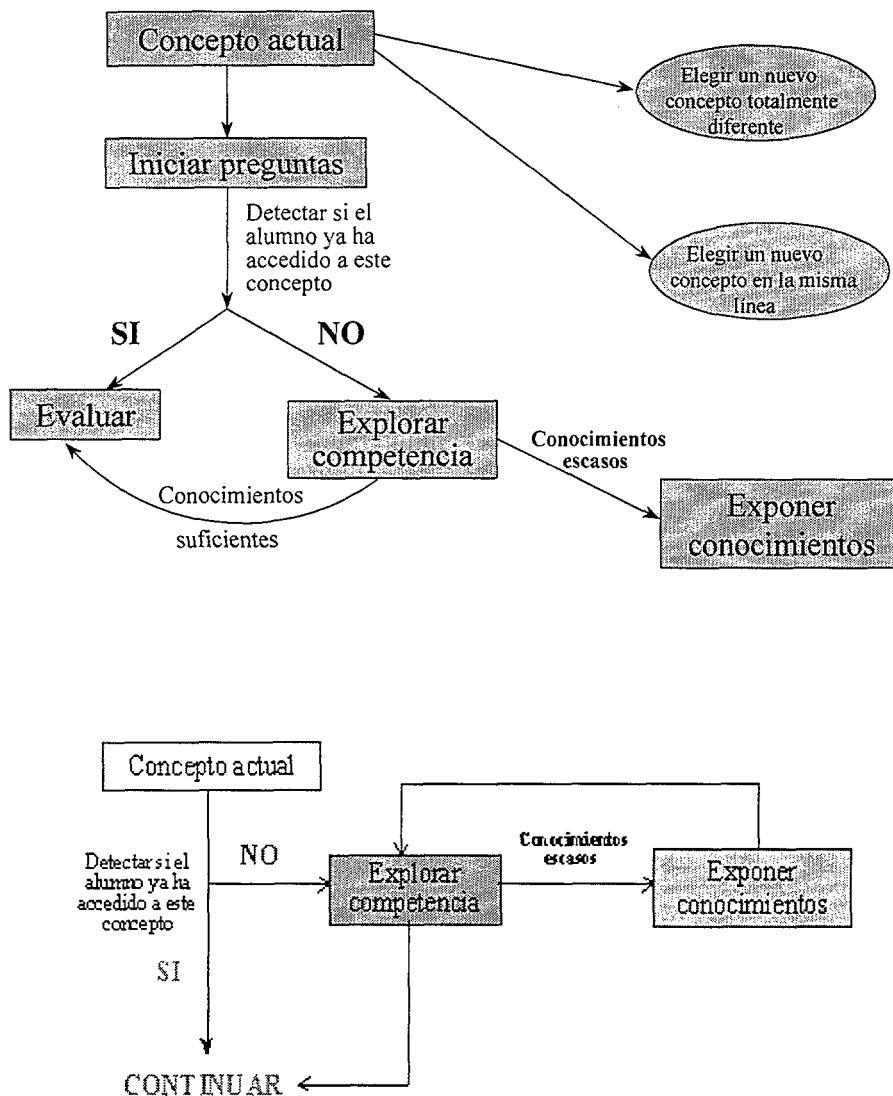 Concepto actual
Elegir un nuevo
concepto totalmente
diferente
Iniciar preguntas
Detectar si el
alumno ya ha
accedido a este
concepto
Elegir un nuevo
concepto en la misma
línea
SI
NO
Evaluar
Explorar
competencia
Conocimientos
escasos
Conocimientos
suficientes
Exponer
conocimientos
Concepto actual
Detectar si el
alumno ya ha
accedido a este
concepto
NO
Explorar
competencia
Conocimientos
escasos
Exponer
conocimientos
SI
CONTINUAR